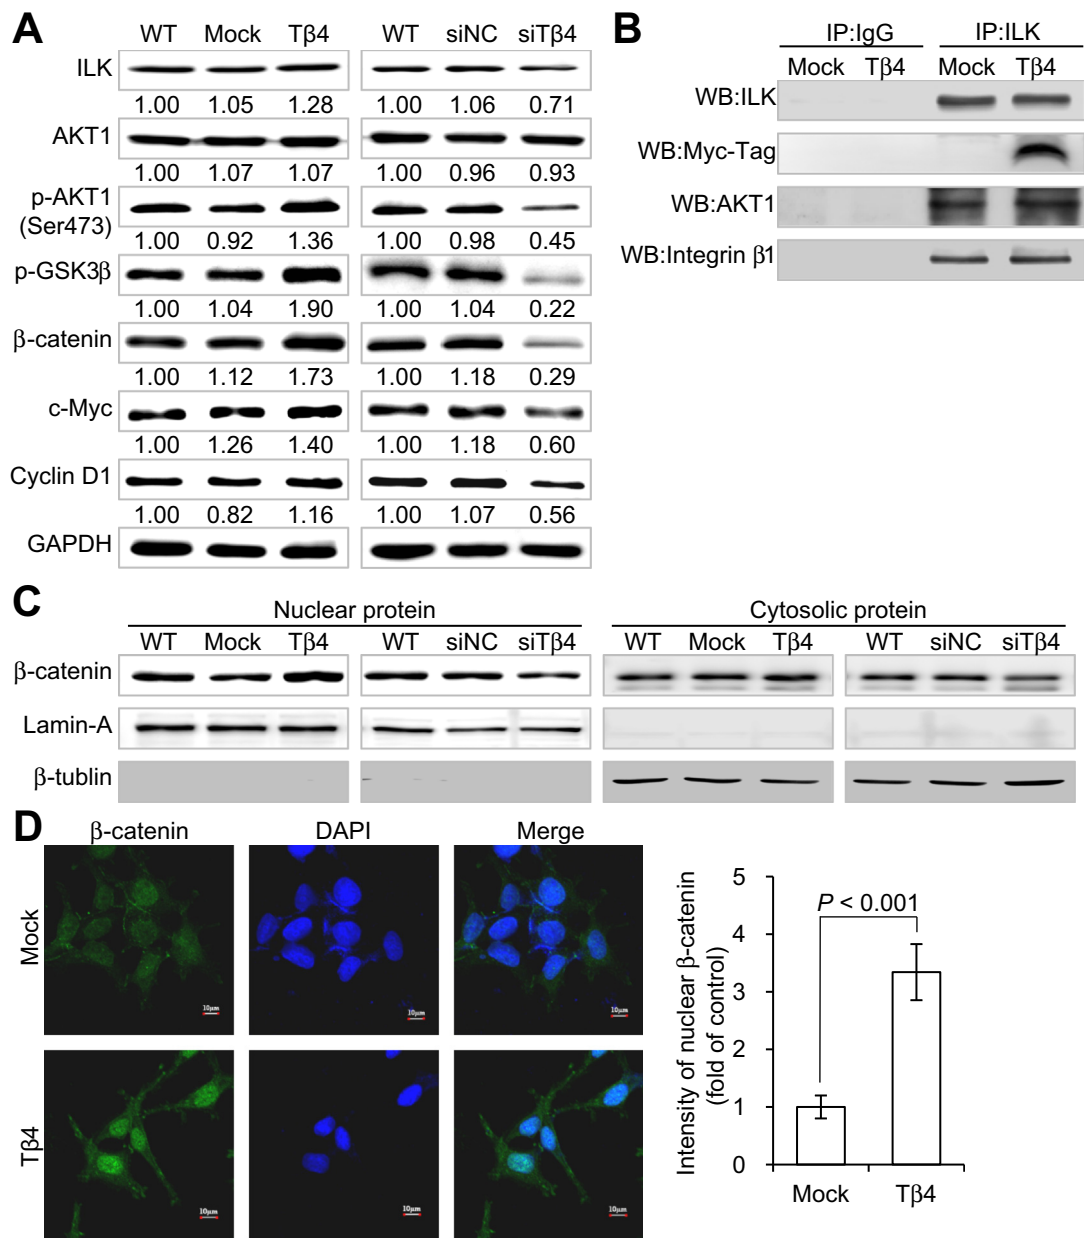 A
WT Mock Tβ4 WT siNC siTβ4
ILK
1.00 1.05 1.28 1.00 1.06 0.71
AKT1
1.00 1.07 1.07 1.00 0.96 0.93
p-AKT1
(Ser473)
1.00 0.92 1.36 1.00 0.98 0.45
p-GSK3β
1.00 1.04 1.90 1.00 1.04 0.22
β-catenin
1.00 1.12 1.73 1.00 1.18 0.29
c-Myc
1.00 1.26 1.40 1.00 1.18 0.60
Cyclin D1
1.00 0.82 1.16 1.00 1.07 0.56
GAPDH
B
IP:IgG IP:ILK
Mock Tβ4 Mock Tβ4
WB:ILK
WB:Myc-Tag
WB:AKT1
WB:Integrin β1
C
Nuclear protein Cytosolic protein
WT Mock Tβ4 WT siNC siTβ4 WT Mock Tβ4 WT siNC siTβ4
β-catenin
Lamin-A
β-tublin
D
β-catenin DAPI Merge
Mock
10μm 10μm 10μm
Tβ4
10μm 10μm 10μm
Intensity of nuclear β-catenin
(fold of control)
5
4
3
2
1
0
P < 0.001
Mock Tβ4